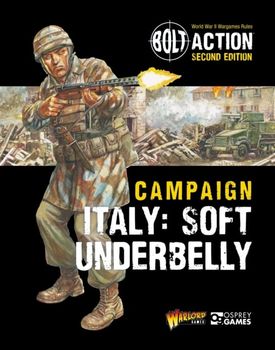 World War II Wargames Rules
BOLT ACTION
SECOND EDITION
CAMPAIGN
ITALY: SOFT
UNDERBELLY
WARLORD
GAMES
OSPREY
GAMES